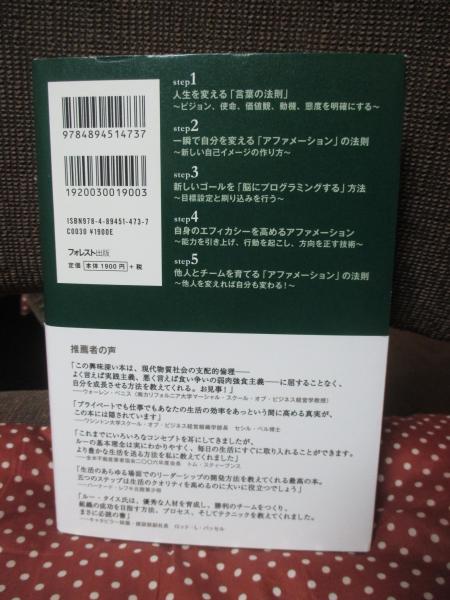 step1
人生を変える「言葉の法則」
〜ビジョン、使命、価値観、動機、態度を明確にする〜
step2
一瞬で自分を変える「アファメーション」の法則
〜新しい自己イメージの作り方〜
step3
新しいゴールを「脳にプログラミングする」方法
〜目標設定と刷り込みを行う〜
step4
自身のエフィカシーを高めるアファメーション
〜能力を引き上げ、行動を起こし、方向を正す技術〜
step5
他人とチームを育てる「アファメーション」の法則
〜他人を変えれば自分も変わる！〜
9784894514737
1920030019003
ISBN978-4-89451-473-7
C0030 ¥1900E
フォレスト出版
定価 本体1900円 +税
推薦者の声
「この興味深い本は、現代物質社会の支配的倫理──
よく言えば実践主義、悪く言えば食い争いの弱肉強食主義──に屈することなく、
自分を成長させる方法を教えてくれる。お見事！」
──ウォーレン・ベニス（南カリフォルニア大学マーシャル・スクール・オブ・ビジネス経営学教授）
「プライベートでも仕事でもあなたの生活の効率をあっという間に高める真実が、
この本には隠されています」
──ワシントン大学スクール・オブ・ビジネス経営組織学部長 セシル・ベル博士
「これまでにいろいろなコンセプトを耳にしてきましたが、
ルーの基本理念は実にわかりやすく、毎日の生活にすぐに取り入れることができます。
より豊かな生活を送る方法を私に教えてくれました」
──全米不動産業者協会二〇〇六年度会長 トム・スティーブンス
「生活のあらゆる場面でのリーダーシップの開発方法を教えてくれる最高の本。
五つのステップは生活のクオリティを高めるのに大いに役立つでしょう」
「ルー・タイス氏は、優秀な人材を育成し、勝利のチームをつくり、
組織の成功を目指す方法、プロセス、そしてテクニックを教えてくれました。
まさに必読の書」